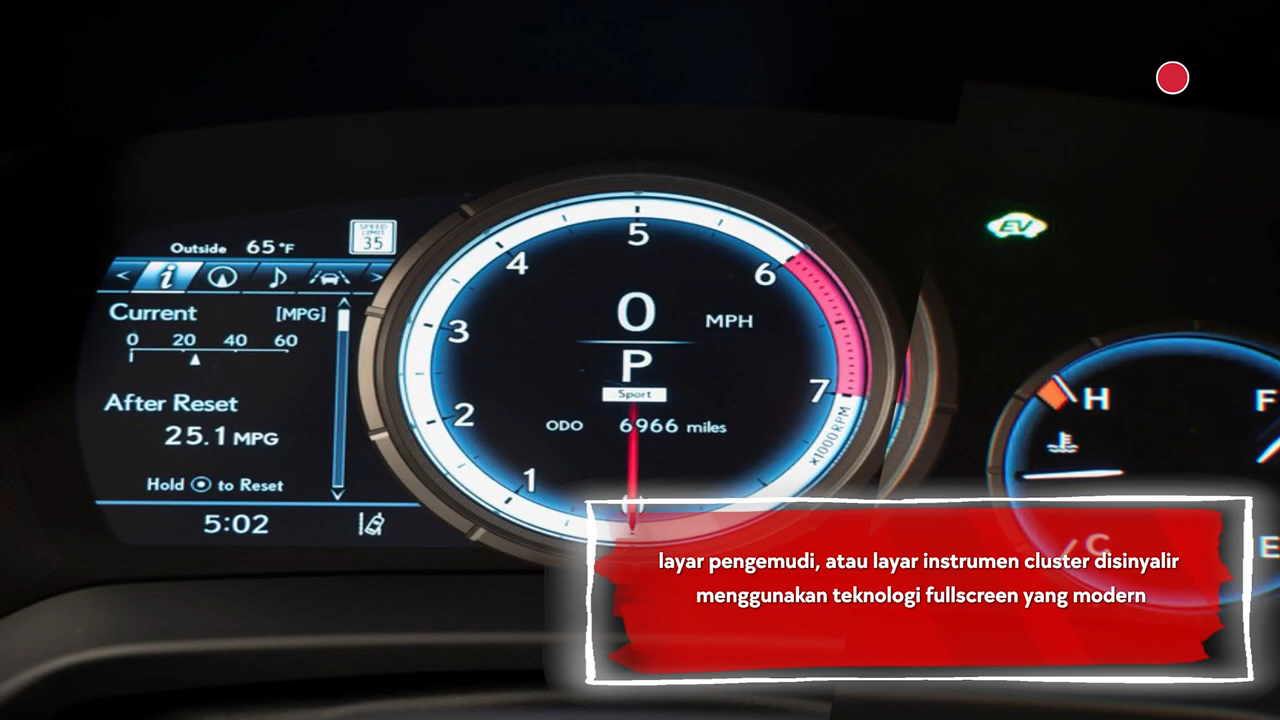 EV
SPEED
LIMIT
35
Outside 65°F
< i >
Current [MPG]
0 20 40 60
After Reset
25.1 MPG
Hold to Reset
5:02
1
2
3
4
5
6
7
x1000 RPM
0 MPH
P
Sport
ODO 6966 miles
H F
C E
layar pengemudi, atau layar instrumen cluster disinyalir
menggunakan teknologi fullscreen yang modern